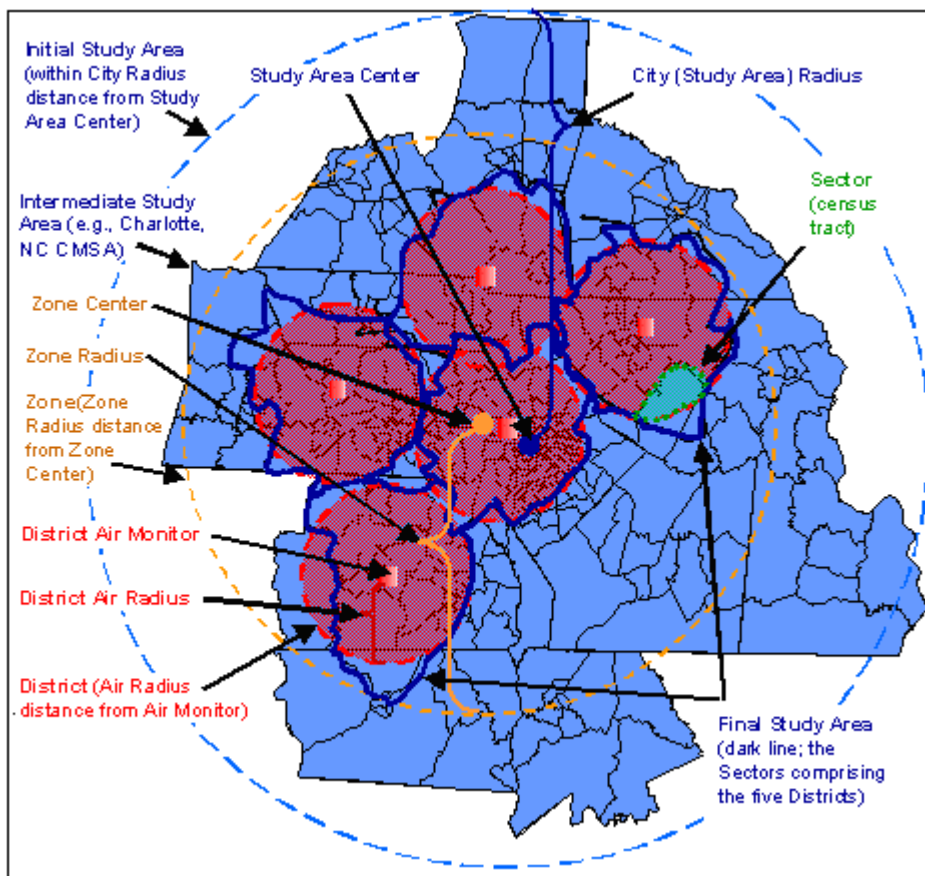 Initial Study Area
(within City Radius
distance from Study
Area Center)
Study Area Center
City (Study Area) Radius
Sector
(census
tract)
Intermediate Study
Area (e.g., Charlotte,
NC CMSA)
Zone Center
Zone Radius
Zone(Zone
Radius distance
from Zone
Center)
District Air Monitor
District Air Radius
District (Air Radius
distance from Air Monitor)
Final Study Area
(dark line; the
Sectors comprising
the five Districts)